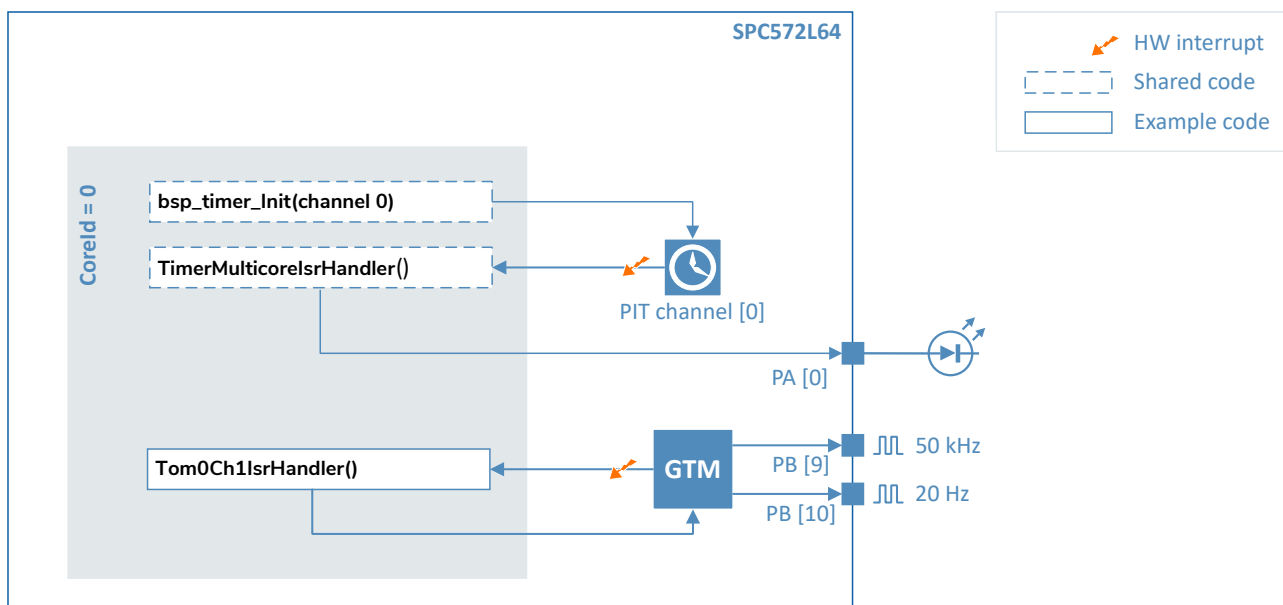 SPC572L64
HW interrupt
Shared code
Example code
CoreId = 0
bsp_timer_Init(channel 0)
TimerMulticoreIsrHandler()
PIT channel [0]
PA [0]
Tom0Ch1IsrHandler()
GTM
PB [9]
50 kHz
PB [10]
20 Hz